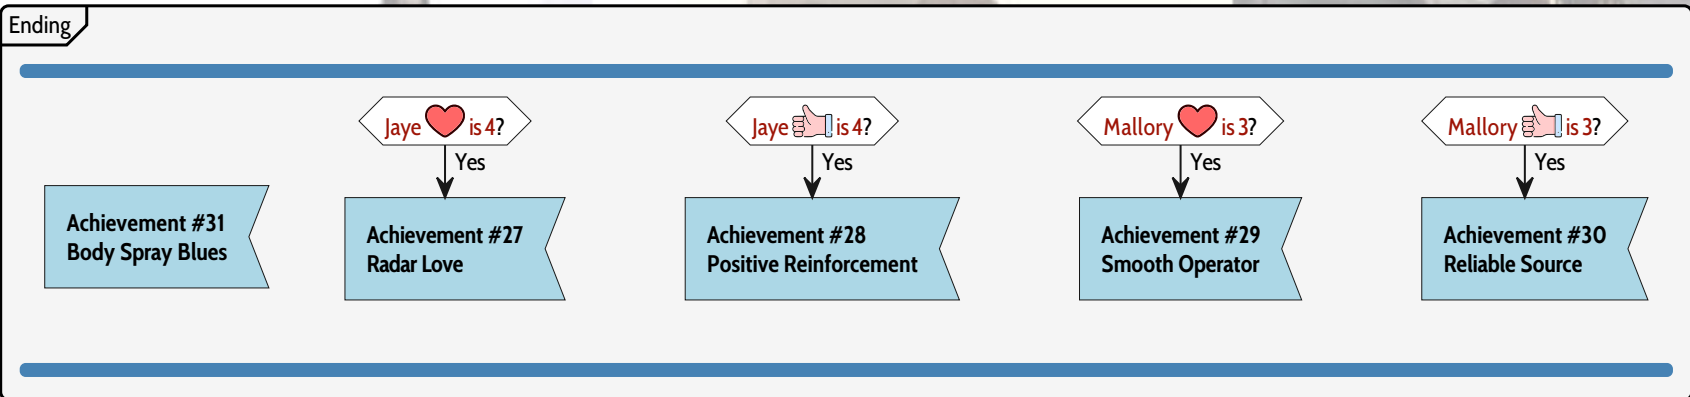 Ending
Jaye is 4?
Yes
Jaye is 4?
Yes
Mallory is 3?
Yes
Mallory is 3?
Yes
Achievement #31
Body Spray Blues
Achievement #27
Radar Love
Achievement #28
Positive Reinforcement
Achievement #29
Smooth Operator
Achievement #30
Reliable Source